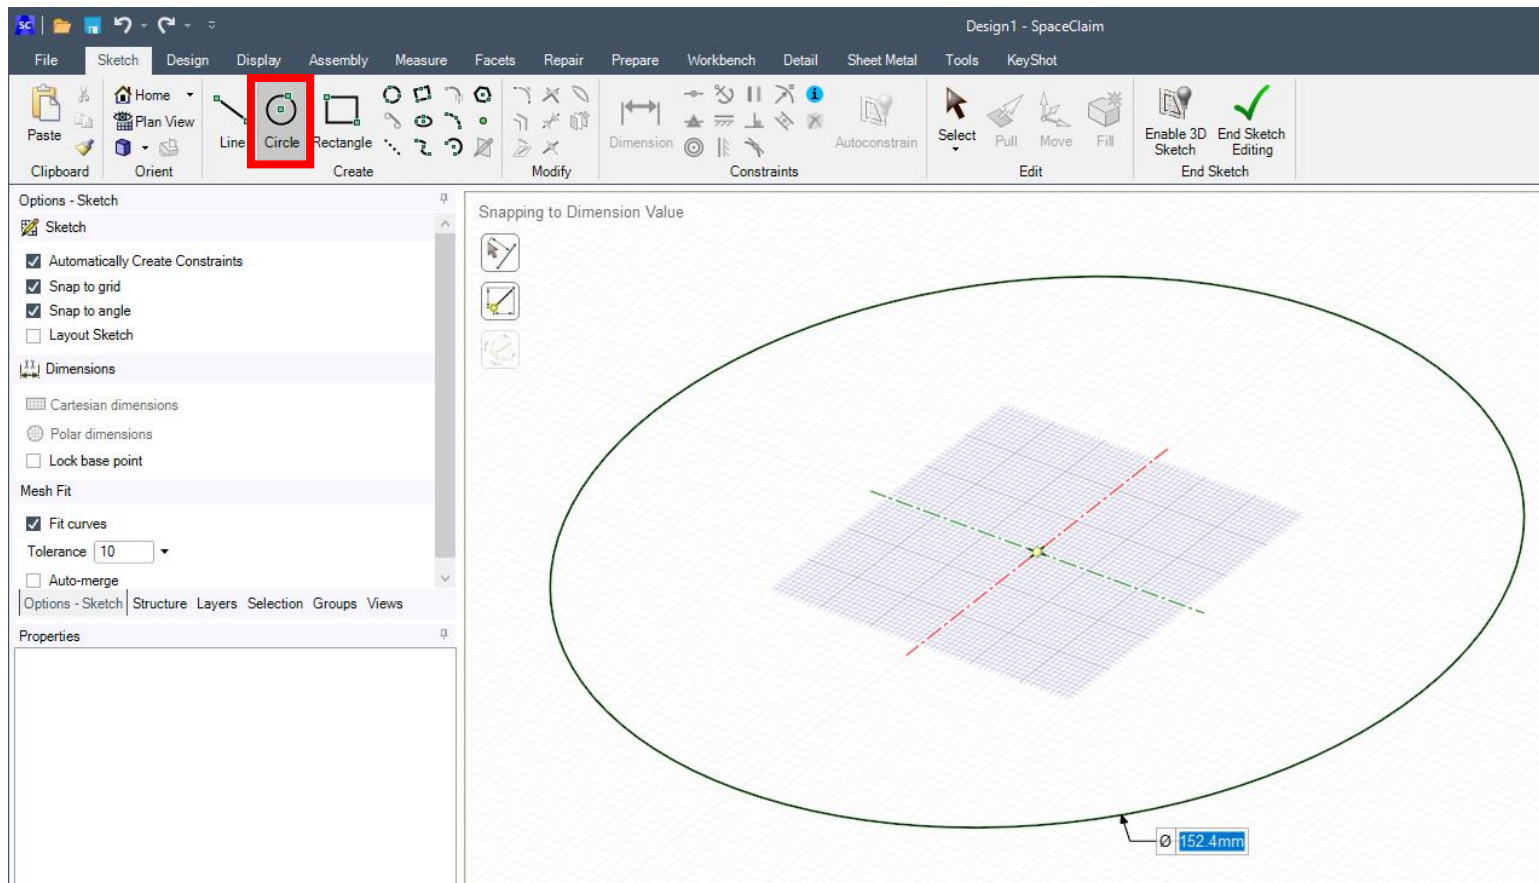 SC
Design1 - SpaceClaim
File Sketch Design Display Assembly Measure Facets Repair Prepare Workbench Detail Sheet Metal Tools KeyShot
Paste
Home
Plan View
Line Circle Rectangle
Dimension
Autoconstrain
Select Pull Move Fill
Enable 3D Sketch
End Sketch Editing
Clipboard Orient Create Modify Constraints Edit End Sketch
Options - Sketch
Sketch
Automatically Create Constraints
Snap to grid
Snap to angle
Layout Sketch
Dimensions
Cartesian dimensions
Polar dimensions
Lock base point
Mesh Fit
Fit curves
Tolerance 10
Auto-merge
Options - Sketch Structure Layers Selection Groups Views
Properties
Snapping to Dimension Value
Ø 152.4mm